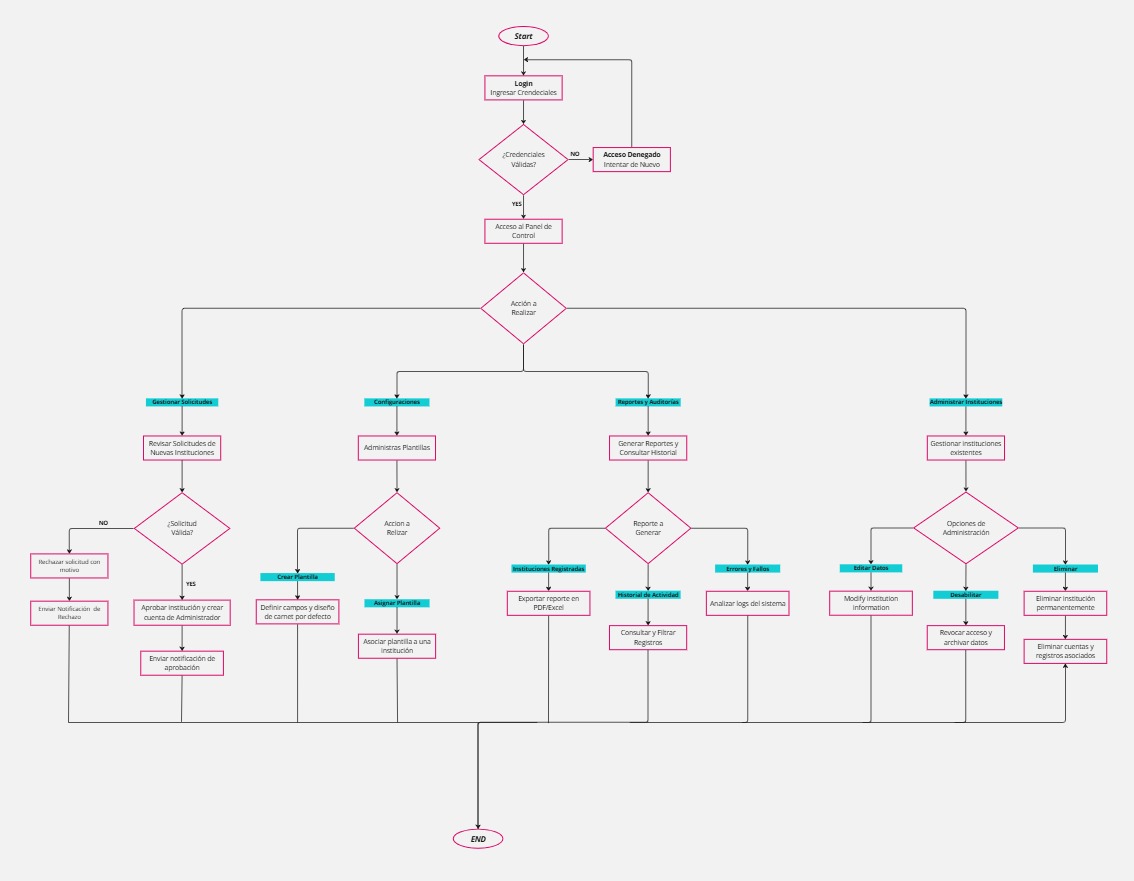 Start
Login
Ingresar Crendeciales
¿Credenciales
Válidas?
NO
Acceso Denegado
Intentar de Nuevo
YES
Acceso al Panel de
Control
Acción a
Realizar
Gestionar Solicitudes
Configuraciones
Reportes y Auditorías
Administrar Instituciones
Revisar Solicitudes de
Nuevas Instituciones
Administras Plantillas
Generar Reportes y
Consultar Historial
Gestionar instituciones
existentes
NO
¿Solicitud
Válida?
Accion a
Relizar
Reporte a
Generar
Opciones de
Administración
Rechazar solicitud con
motivo
YES
Crear Plantilla
Instituciones Registradas
Errores y Fallos
Editar Datos
Eliminar
Enviar Notificación de
Rechazo
Aprobar institución y crear
cuenta de Administrador
Definir campos y diseño
de carnet por defecto
Asignar Plantilla
Exportar reporte en
PDF/Excel
Historial de Actividad
Analizar logs del sistema
Modify institution
information
Desabilitar
Eliminar institución
permanentemente
Enviar notificación de
aprobación
Asociar plantilla a una
institución
Consultar y Filtrar
Registros
Revocar acceso y
archivar datos
Eliminar cuentas y
registros asociados
END